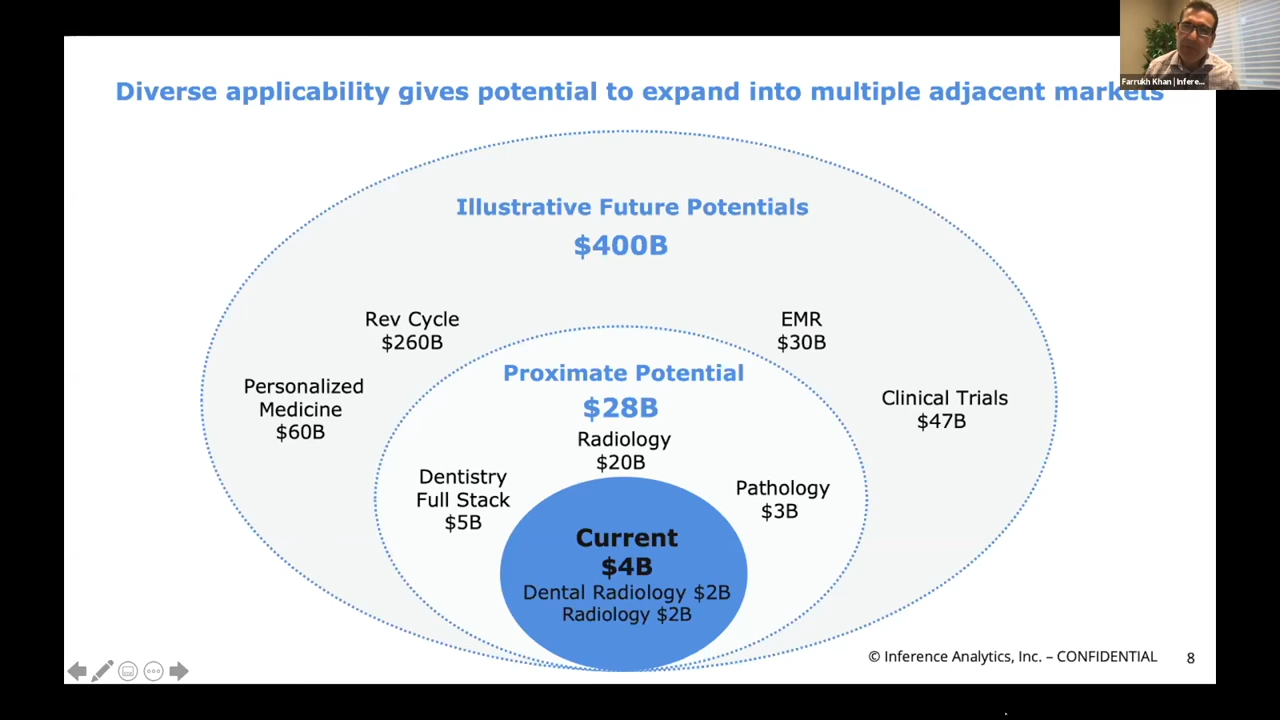 Farrukh Khan | Infere...
Diverse applicability gives potential to expand into multiple adjacent markets
Illustrative Future Potentials
$400B
Rev Cycle
$260B
EMR
$30B
Personalized
Medicine
$60B
Clinical Trials
$47B
Proximate Potential
$28B
Radiology
$20B
Dentistry
Full Stack
$5B
Pathology
$3B
Current
$4B
Dental Radiology $2B
Radiology $2B
© Inference Analytics, Inc. – CONFIDENTIAL
8